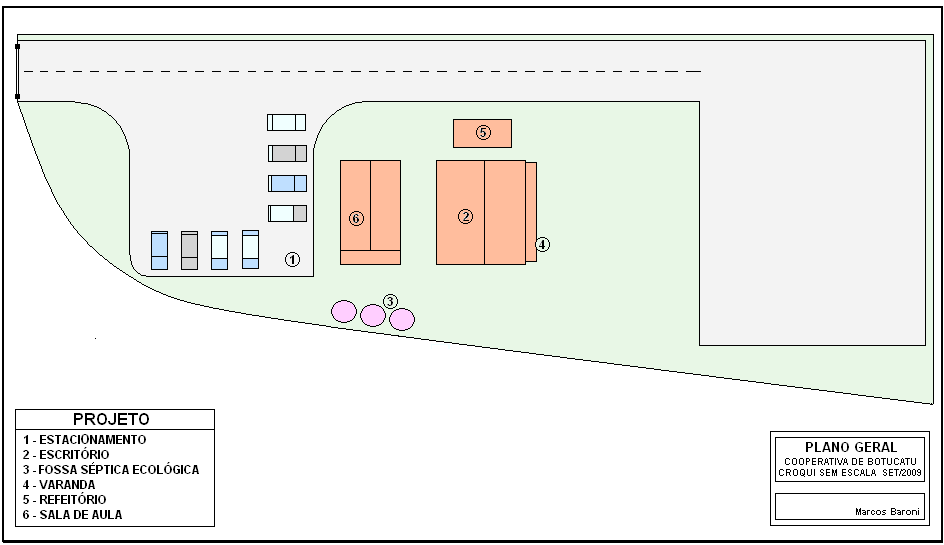 5
6
2
4
1
3
PROJETO
1 - ESTACIONAMENTO
2 - ESCRITÓRIO
3 - FOSSA SÉPTICA ECOLÓGICA
4 - VARANDA
5 - REFEITÓRIO
6 - SALA DE AULA
PLANO GERAL
COOPERATIVA DE BOTUCATU
CROQUI SEM ESCALA SET/2009
Marcos Baroni